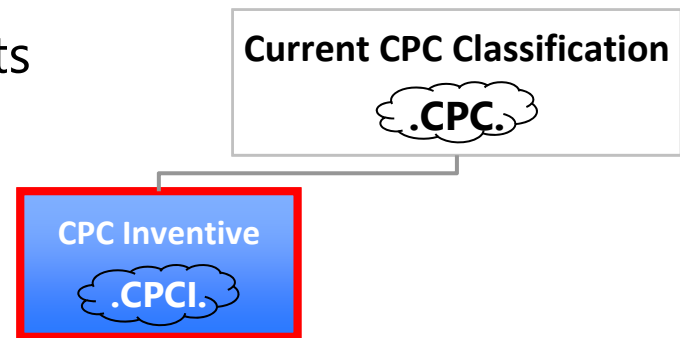 ts
Current CPC Classification
.CPC.
CPC Inventive
.CPCI.